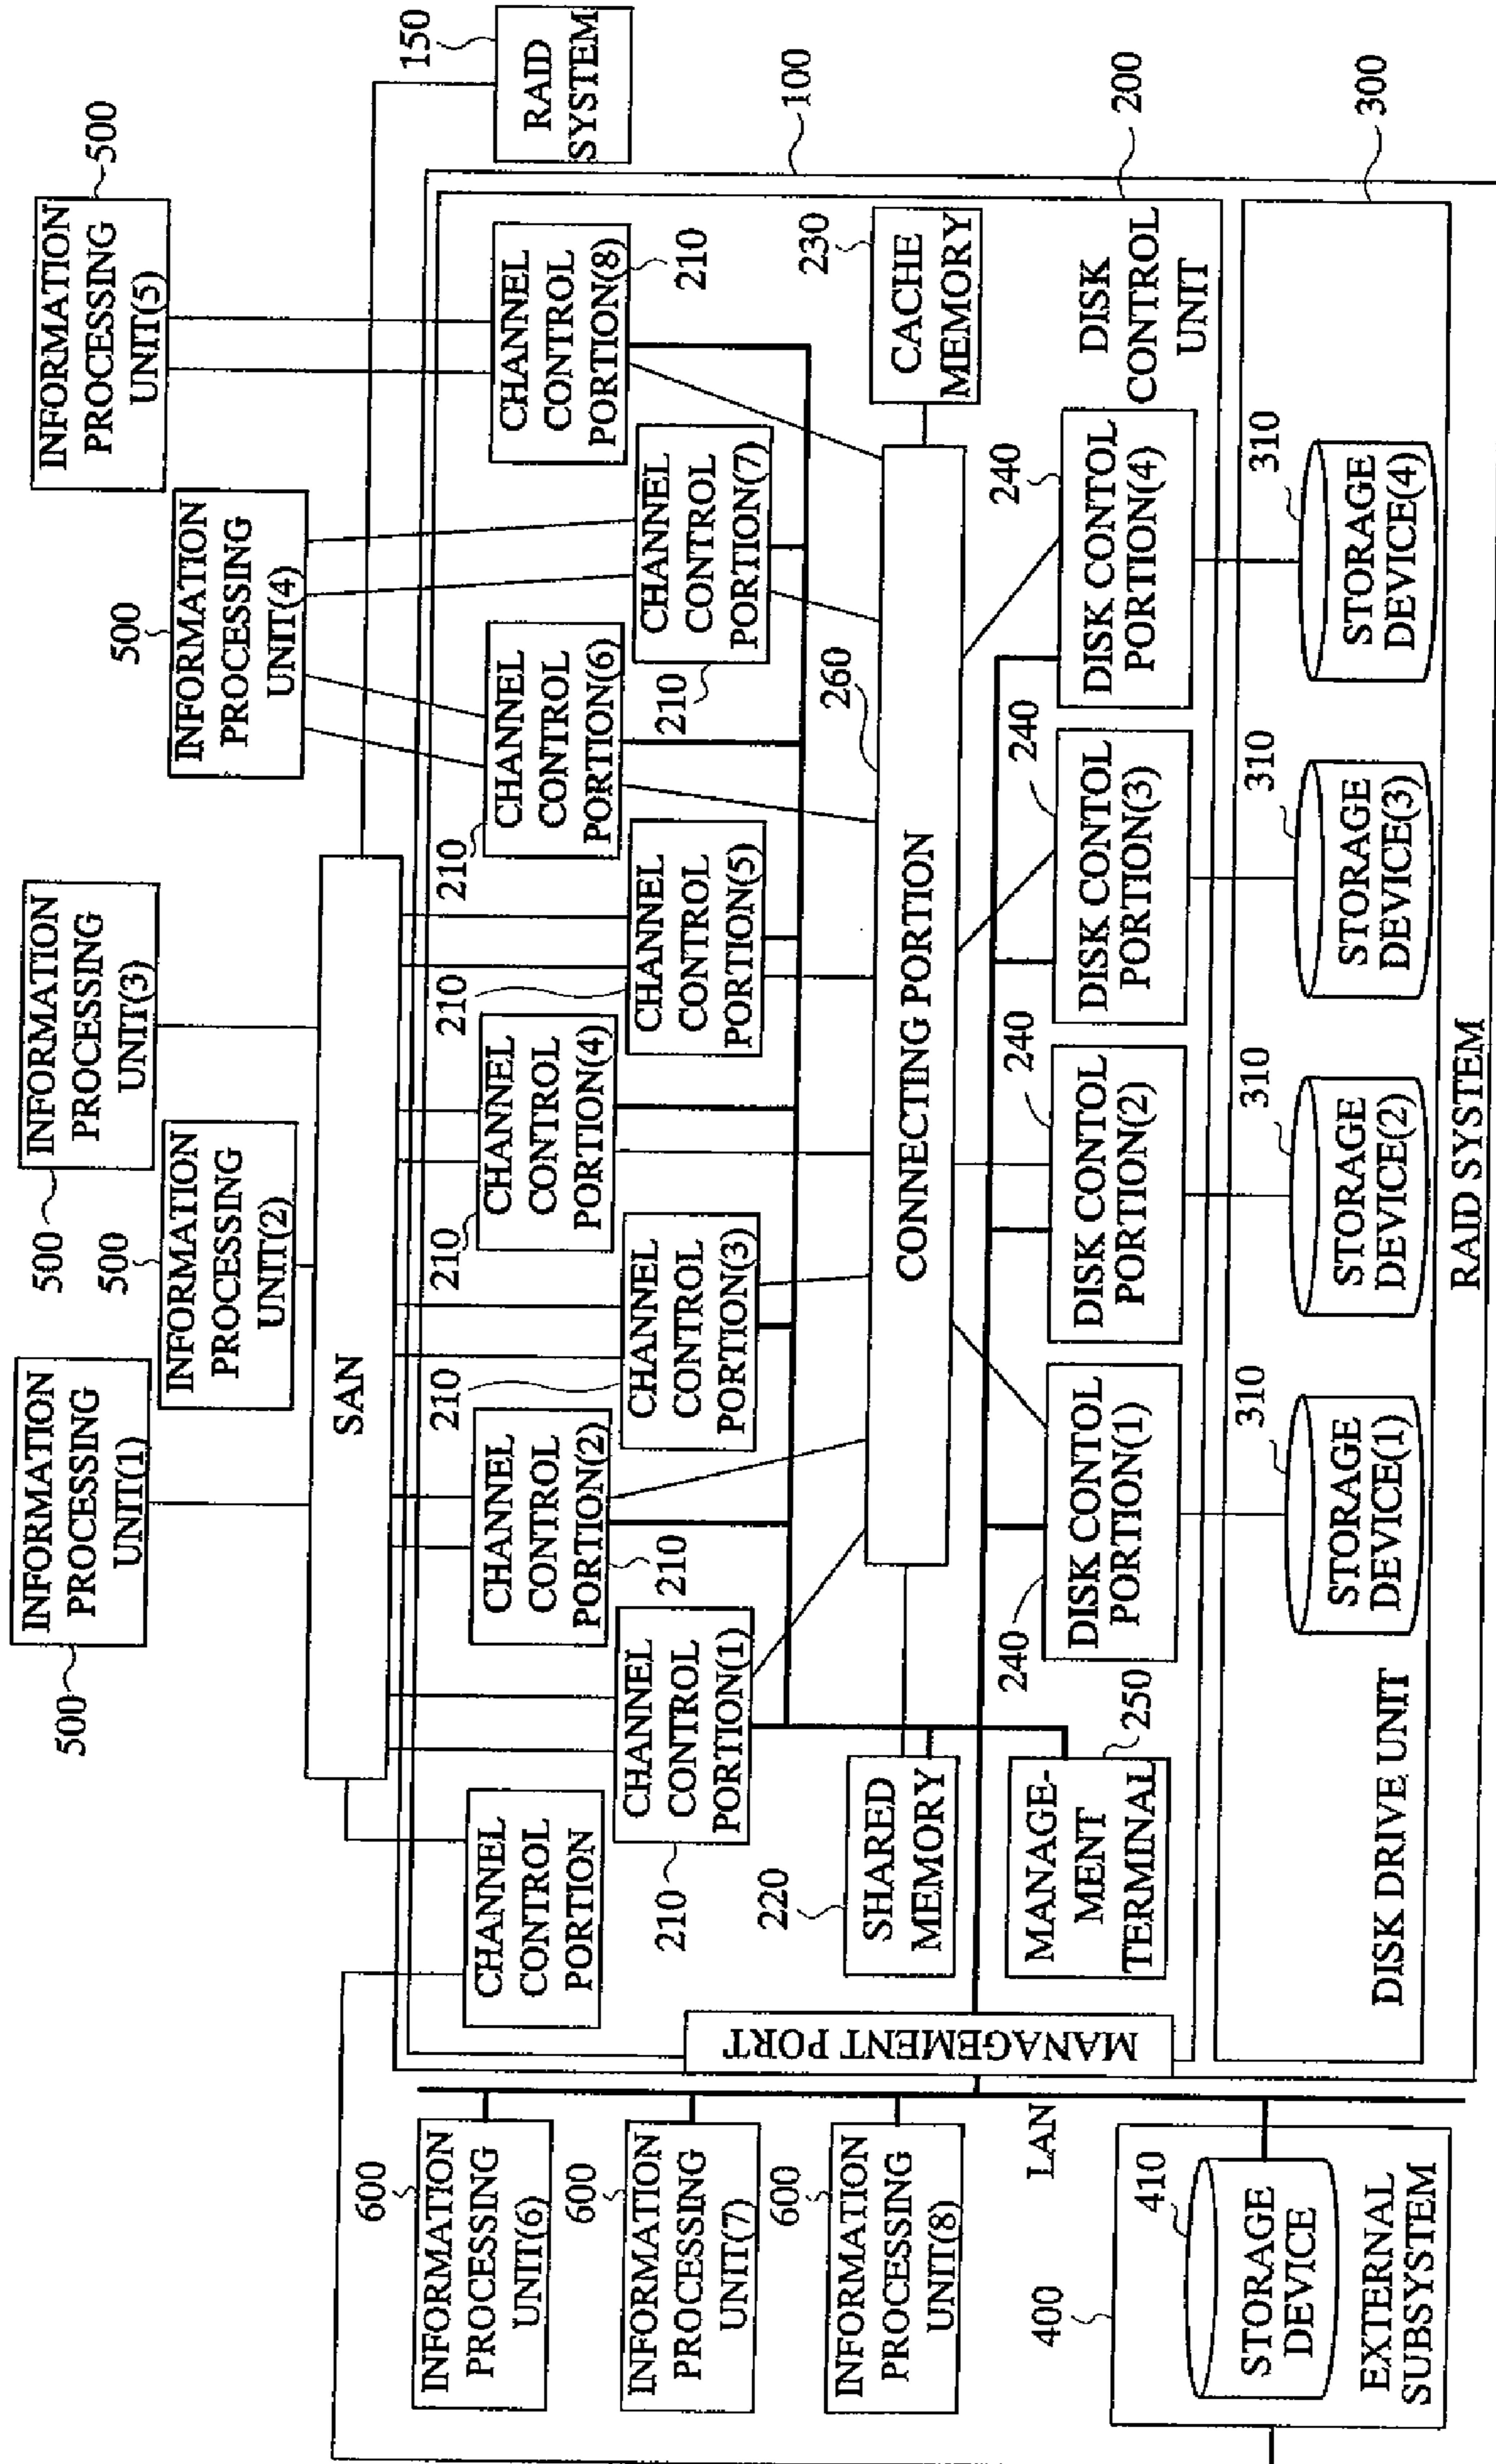 INFORMATION
PROCESSING
UNIT(1)
500
INFORMATION
PROCESSING
UNIT(2)
500
INFORMATION
PROCESSING
UNIT(3)
500
INFORMATION
PROCESSING
UNIT(4)
500
INFORMATION
PROCESSING
UNIT(5)
500
SAN
RAID
SYSTEM
150
100
CHANNEL
CONTROL
PORTION
CHANNEL
CONTROL
PORTION(1)
210
CHANNEL
CONTROL
PORTION(2)
210
CHANNEL
CONTROL
PORTION(3)
210
CHANNEL
CONTROL
PORTION(4)
210
CHANNEL
CONTROL
PORTION(5)
210
CHANNEL
CONTROL
PORTION(6)
210
CHANNEL
CONTROL
PORTION(7)
210
CHANNEL
CONTROL
PORTION(8)
210
INFORMATION
PROCESSING
UNIT(6)
600
INFORMATION
PROCESSING
UNIT(7)
600
INFORMATION
PROCESSING
UNIT(8)
600
LAN
MANAGEMENT PORT
220
SHARED
MEMORY
CONNECTING PORTION
260
230
CACHE
MEMORY
MANAGE-
MENT
TERMINAL
250
240
DISK CONTOL
PORTION(1)
240
DISK CONTOL
PORTION(2)
240
DISK CONTOL
PORTION(3)
240
DISK CONTOL
PORTION(4)
DISK
CONTROL
UNIT
200
400
410
STORAGE
DEVICE
EXTERNAL
SUBSYSTEM
DISK DRIVE UNIT
310
STORAGE
DEVICE(1)
310
STORAGE
DEVICE(2)
310
STORAGE
DEVICE(3)
310
STORAGE
DEVICE(4)
300
RAID SYSTEM